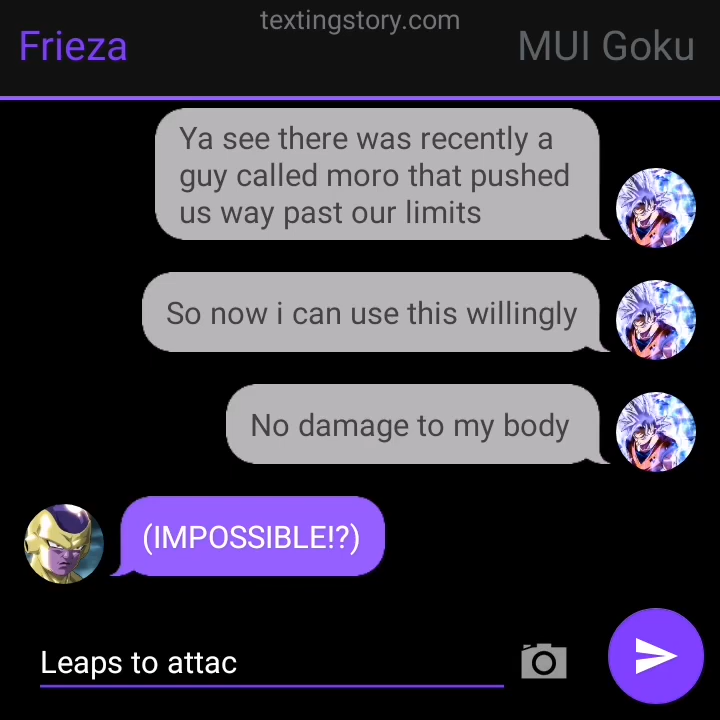 textingstory.com
Frieza
MUI Goku
Ya see there was recently a
guy called moro that pushed
us way past our limits
So now i can use this willingly
No damage to my body
(IMPOSSIBLE!?)
Leaps to attac